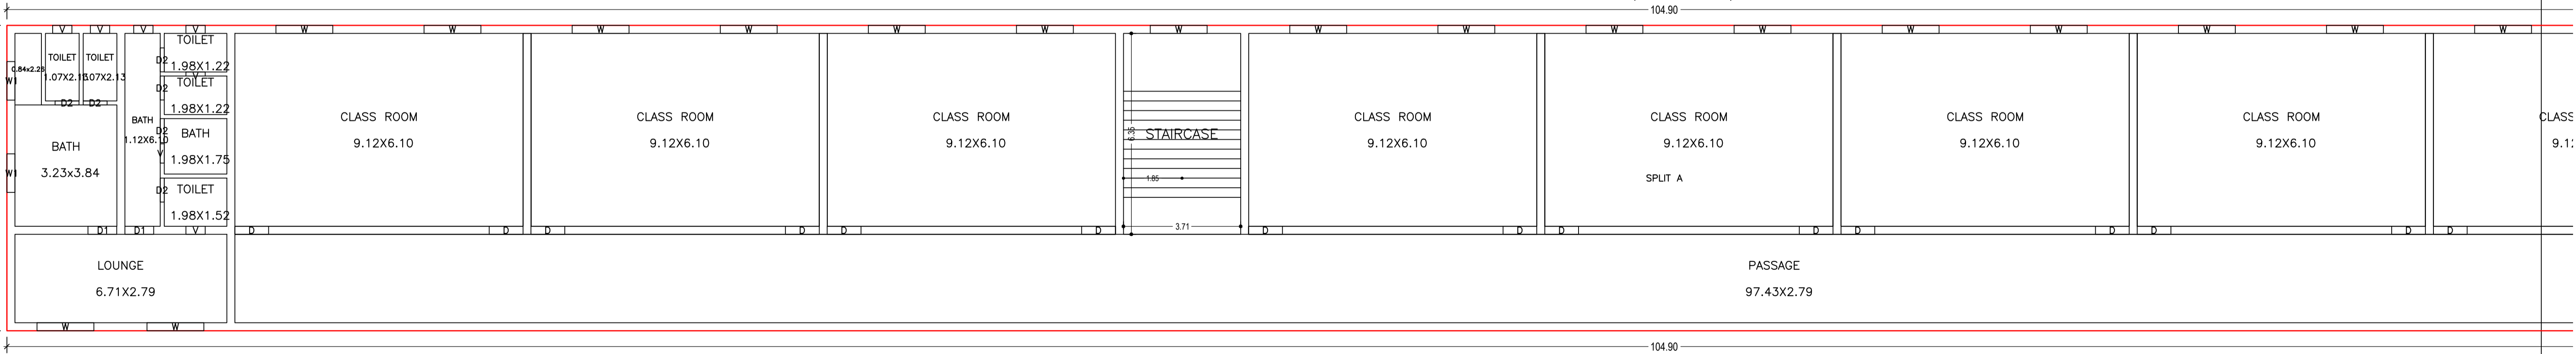 104.90
V V V V W W W W W W W W W W W W W W W W
TOILET
1.98X1.22
TOILET
1.07X2.13
TOILET
1.07X2.13
0.84x2.26
W1
D2
V
TOILET
1.98X1.22
D2
D2 D2
BATH
3.23x3.84
W1
BATH
1.12X6.10
D2
V
BATH
1.98X1.75
D2
TOILET
1.98X1.52
CLASS ROOM
9.12X6.10
CLASS ROOM
9.12X6.10
CLASS ROOM
9.12X6.10
6.35
STAIRCASE
1.85
3.71
CLASS ROOM
9.12X6.10
CLASS ROOM
9.12X6.10
SPLIT A
CLASS ROOM
9.12X6.10
CLASS ROOM
9.12X6.10
D1 D1 V D D D D D D D D D D D D D D D
LOUNGE
6.71X2.79
PASSAGE
97.43X2.79
W W
104.90